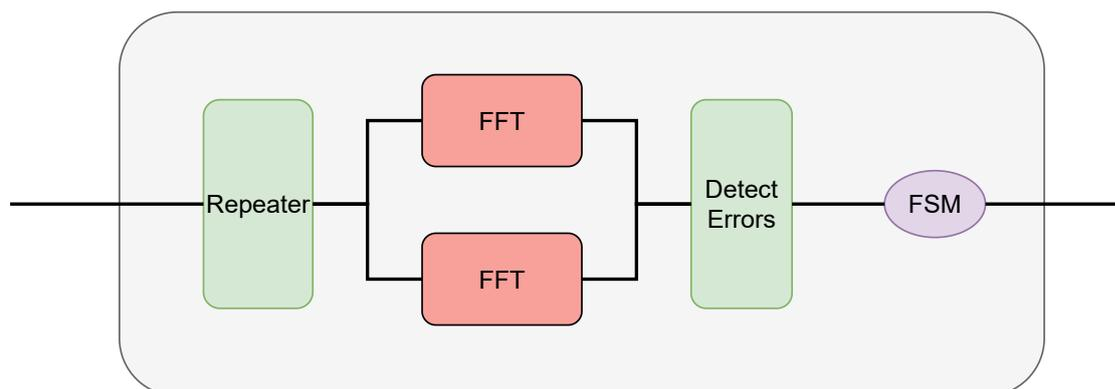 FFT
Repeater
Detect
Errors
FSM
FFT